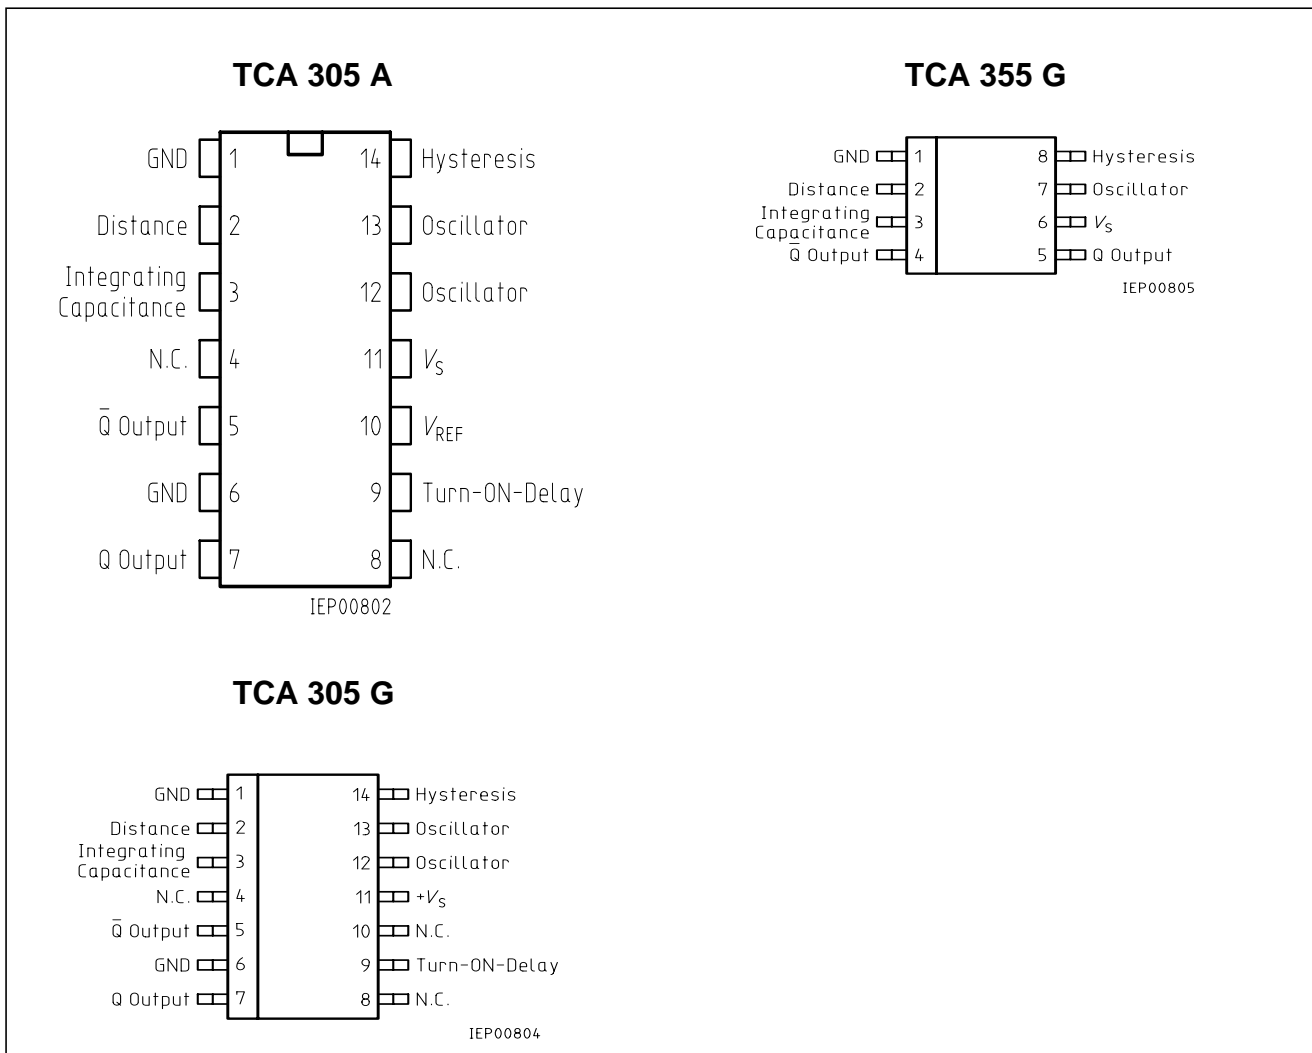 TCA 305 A
GND 1 14 Hysteresis
Distance 2 13 Oscillator
Integrating
Capacitance 3 12 Oscillator
N.C. 4 11 VS
Q̅ Output 5 10 VREF
GND 6 9 Turn-ON-Delay
Q Output 7 8 N.C.
IEP00802
TCA 355 G
GND 1 8 Hysteresis
Distance 2 7 Oscillator
Integrating
Capacitance 3 6 VS
Q̅ Output 4 5 Q Output
IEP00805
TCA 305 G
GND 1 14 Hysteresis
Distance 2 13 Oscillator
Integrating
Capacitance 3 12 Oscillator
N.C. 4 11 +VS
Q̅ Output 5 10 N.C.
GND 6 9 Turn-ON-Delay
Q Output 7 8 N.C.
IEP00804